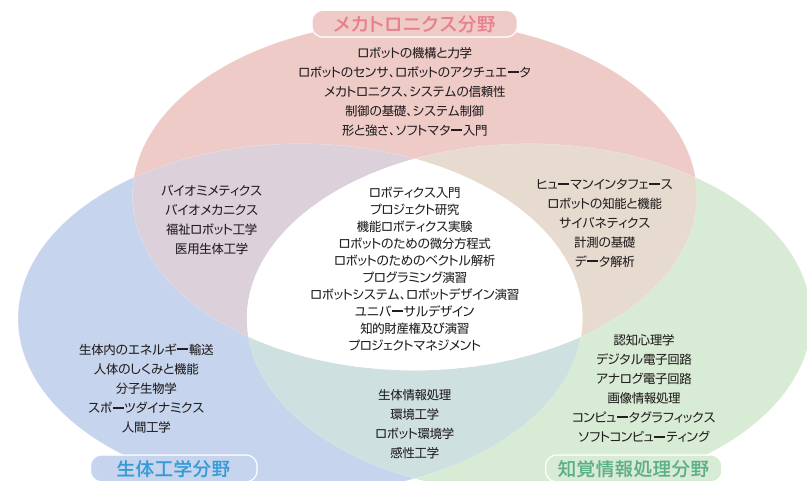 メカトロニクス分野
ロボットの機構と力学
ロボットのセンサ、ロボットのアクチュエータ
メカトロニクス、システムの信頼性
制御の基礎、システム制御
形と強さ、ソフトマター入門
バイオミメティクス
バイオメカニクス
福祉ロボット工学
医用生体工学
ロボティクス入門
プロジェクト研究
機能ロボティクス実験
ロボットのための微分方程式
ロボットのためのベクトル解析
プログラミング演習
ロボットシステム、ロボットデザイン演習
ユニバーサルデザイン
知的財産権及び演習
プロジェクトマネジメント
ヒューマンインタフェース
ロボットの知能と機能
サイバネティクス
計測の基礎
データ解析
生体内のエネルギー輸送
人体のしくみと機能
分子生物学
スポーツダイナミクス
人間工学
生体情報処理
環境工学
ロボット環境学
感性工学
認知心理学
デジタル電子回路
アナログ電子回路
画像情報処理
コンピュータグラフィックス
ソフトコンピューティング
生体工学分野
知覚情報処理分野